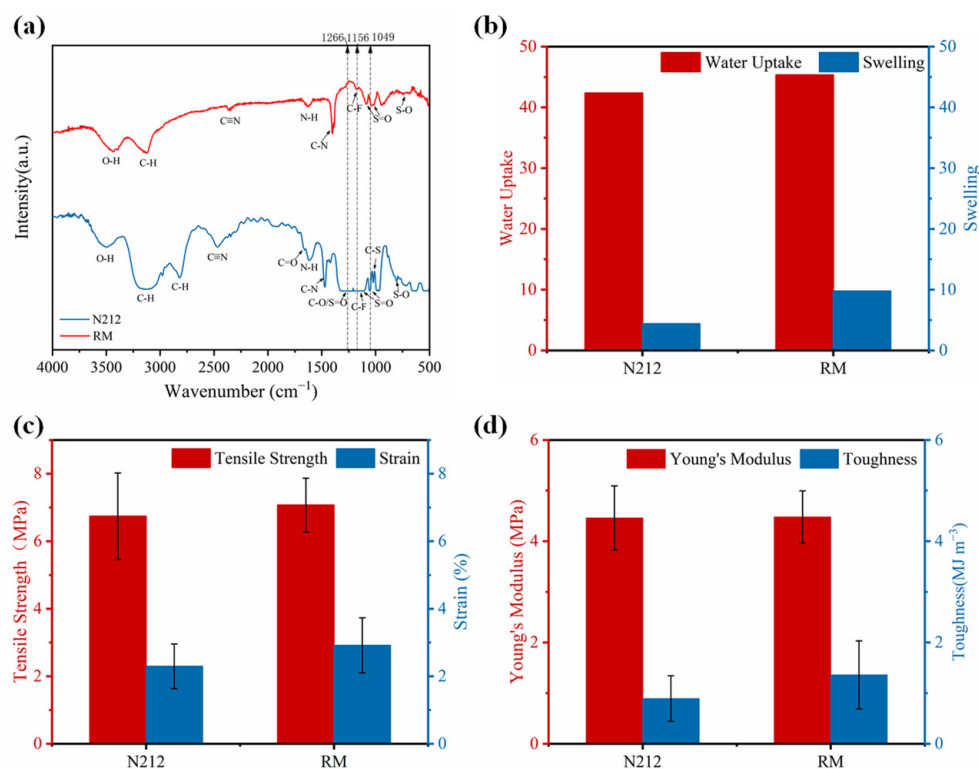 (a)
1266 1156 1049
C≡N
N-H
C-F
S=O
S-O
O-H
C-H
C-N
O-H
C≡N
C=O
N-H
C-S
C-H
C-H
C-N
S-O
C-O/S=O
C-F
S=O
N212
RM
Intensity(a.u.)
4000 3500 3000 2500 2000 1500 1000 500
Wavenumber (cm⁻¹)
(b)
Water Uptake Swelling
50 50
40 40
30 30
20 20
10 10
0 0
Water Uptake
Swelling
N212 RM
(c)
Tensile Strength Strain
8 8
6 6
4 4
2 2
0 0
Tensile Strength (MPa)
Strain (%)
N212 RM
(d)
Young's Modulus Toughness
6 6
4 4
2 2
0 0
Young's Modulus (MPa)
Toughness(MJ m⁻³)
N212 RM